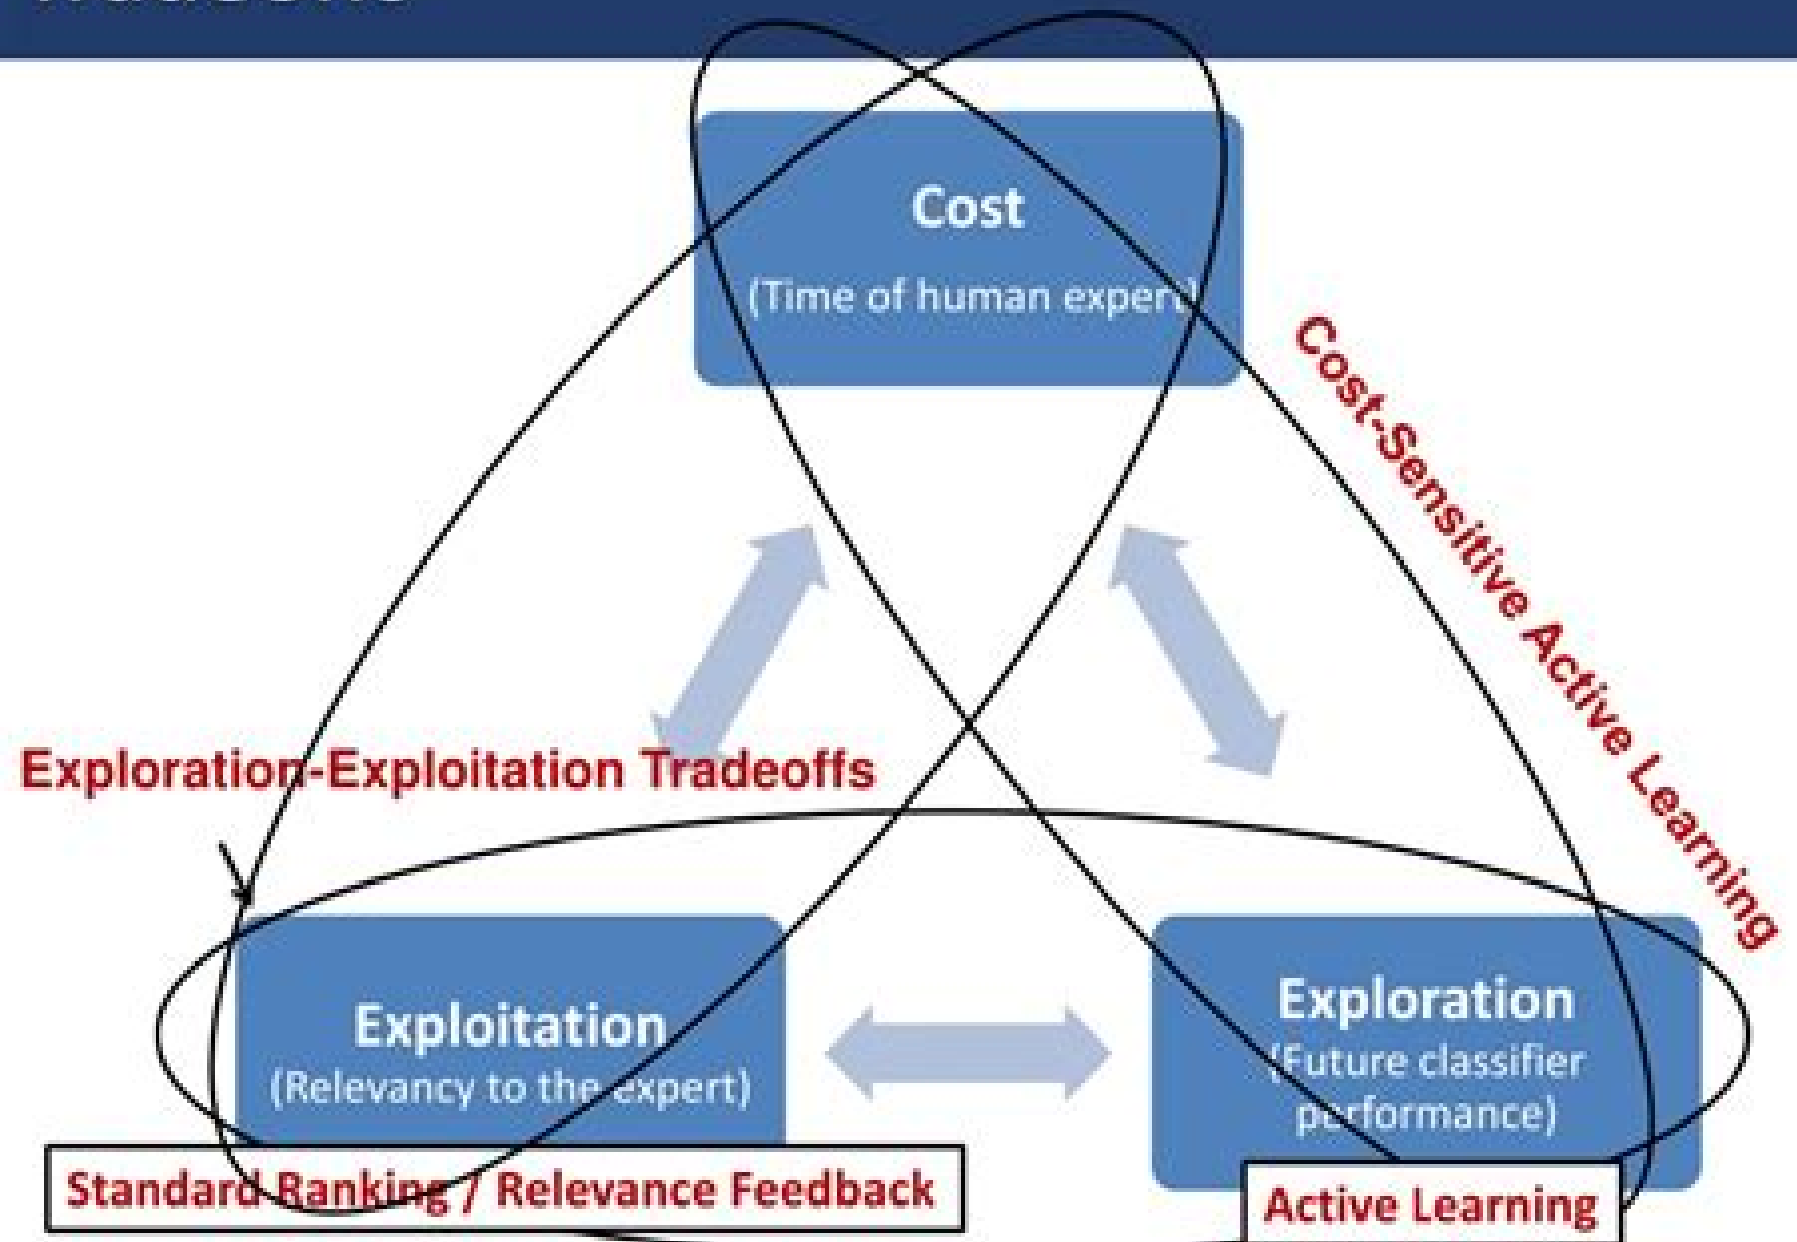 Cost
(Time of human expert)
Cost-Sensitive Active Learning
Exploration-Exploitation Tradeoffs
Exploitation
(Relevancy to the expert)
Exploration
(Future classifier
performance)
Standard Ranking / Relevance Feedback
Active Learning